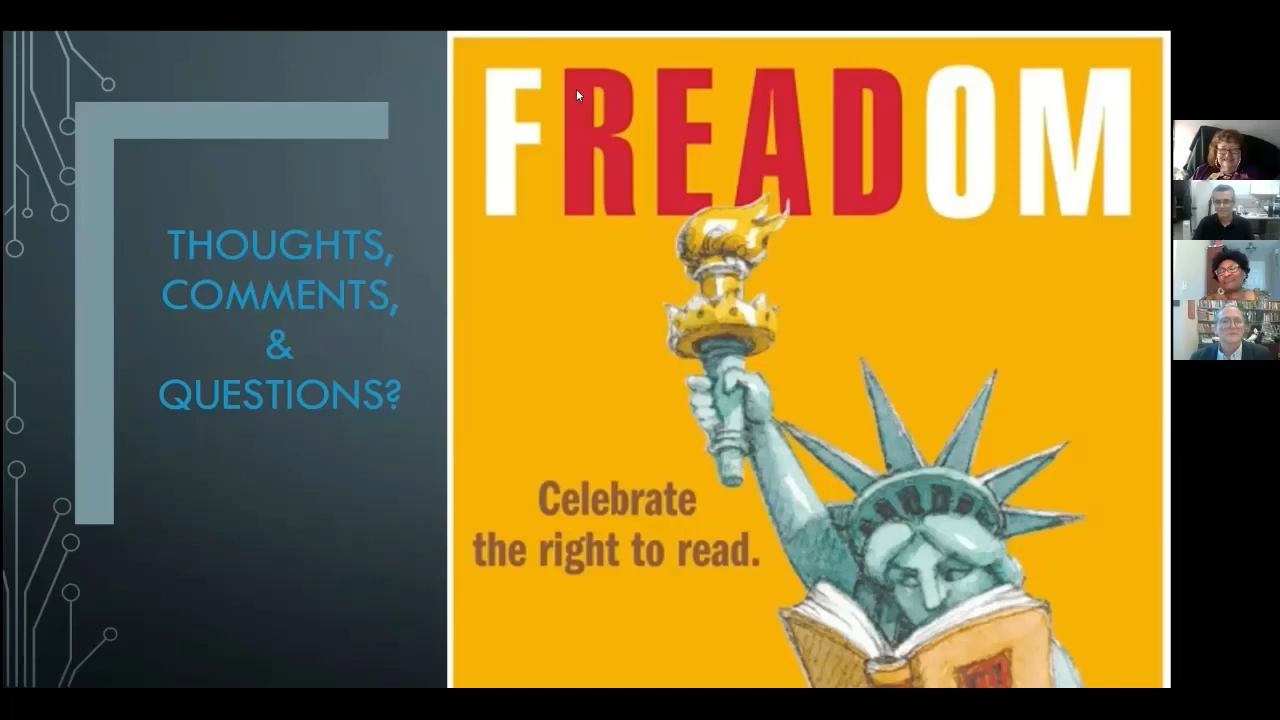 THOUGHTS,
COMMENTS,
&
QUESTIONS?
FREADOM
Celebrate
the right to read.